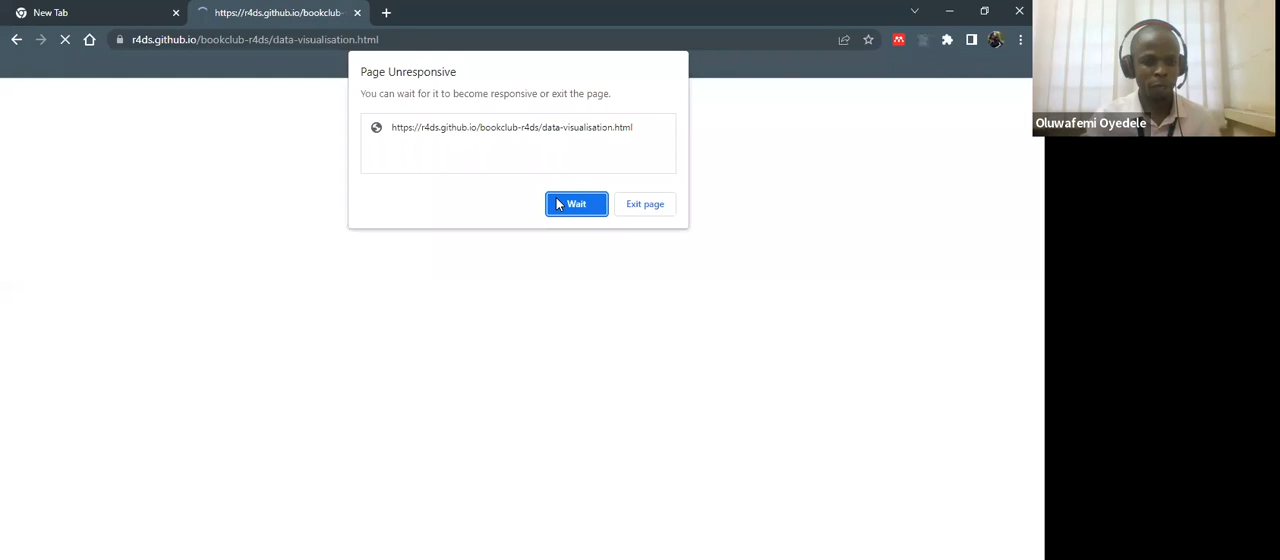 New Tab
https://r4ds.github.io/bookclub-
r4ds.github.io/bookclub-r4ds/data-visualisation.html
Page Unresponsive
You can wait for it to become responsive or exit the page.
https://r4ds.github.io/bookclub-r4ds/data-visualisation.html
Wait
Exit page
Oluwafemi Oyedele